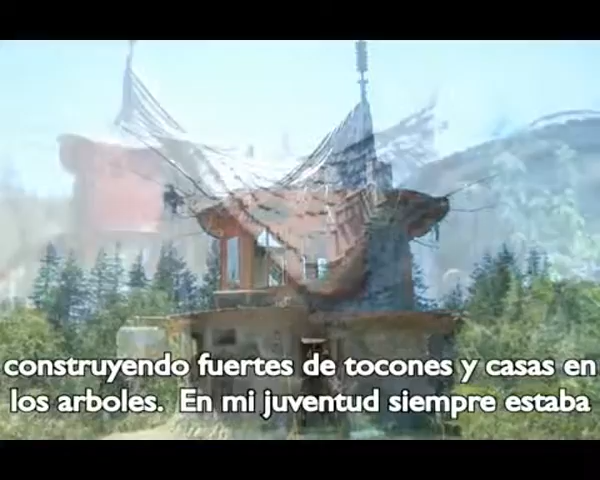 construyendo fuertes de tocones y casas en
los arboles.  En mi juventud siempre estaba